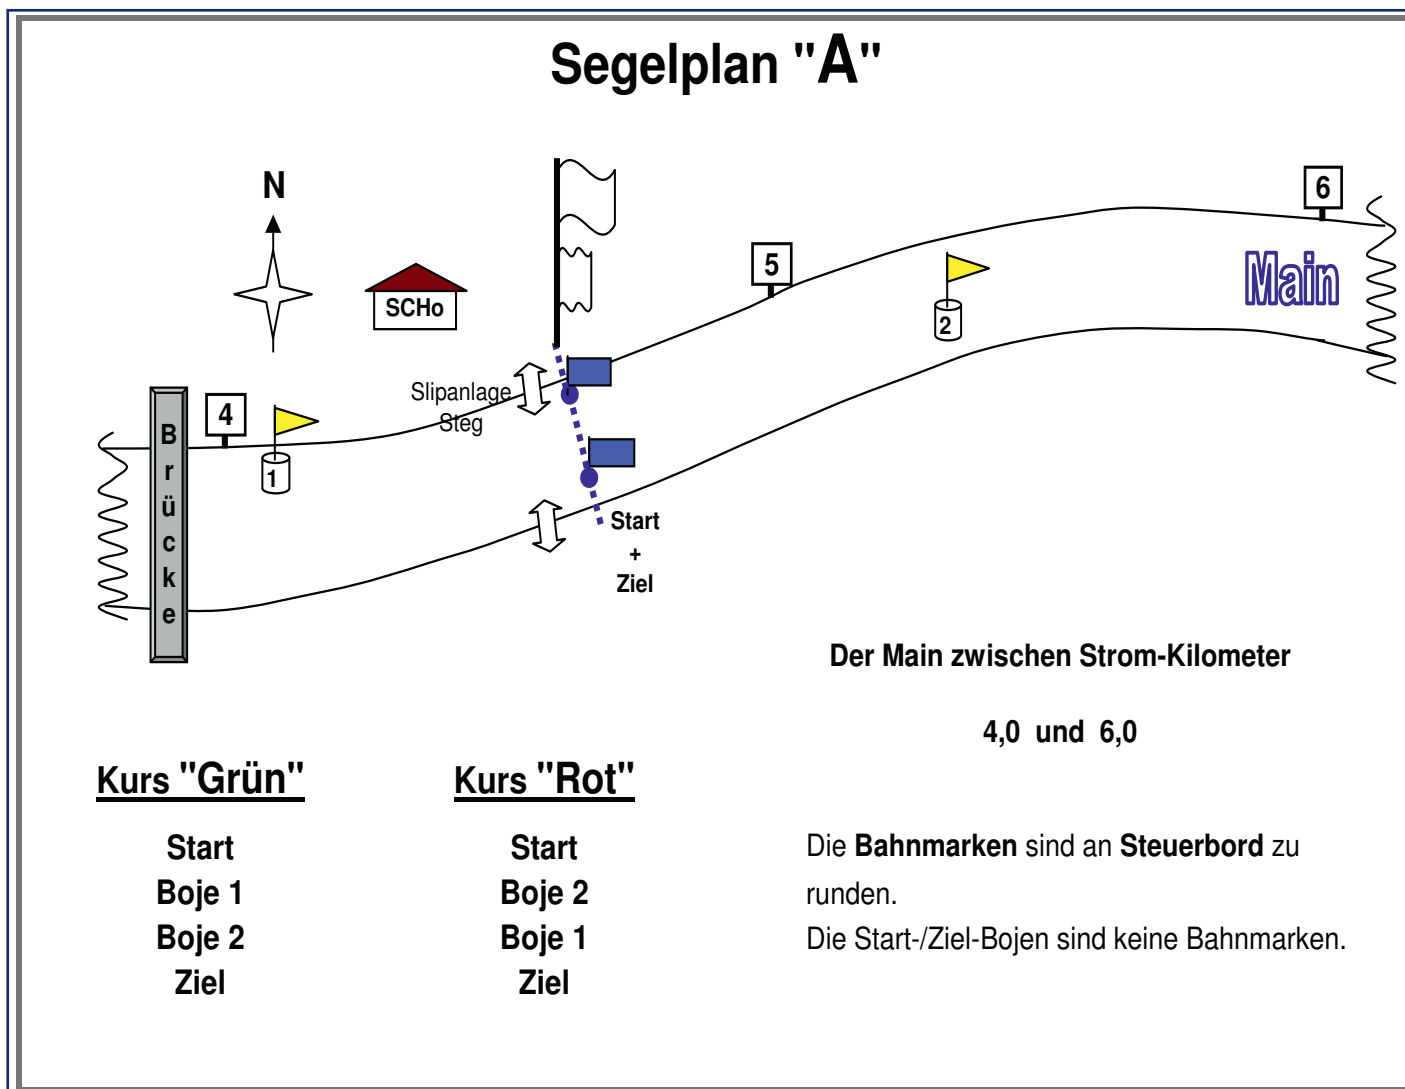 Segelplan "A"
N
SCHo
6
5
Main
2
Slipanlage
Steg
4
1
Brücke
Start
+
Ziel
Der Main zwischen Strom-Kilometer
4,0 und 6,0
Kurs "Grün"
Start
Boje 1
Boje 2
Ziel
Kurs "Rot"
Start
Boje 2
Boje 1
Ziel
Die Bahnmarken sind an Steuerbord zu
runden.
Die Start-/Ziel-Bojen sind keine Bahnmarken.